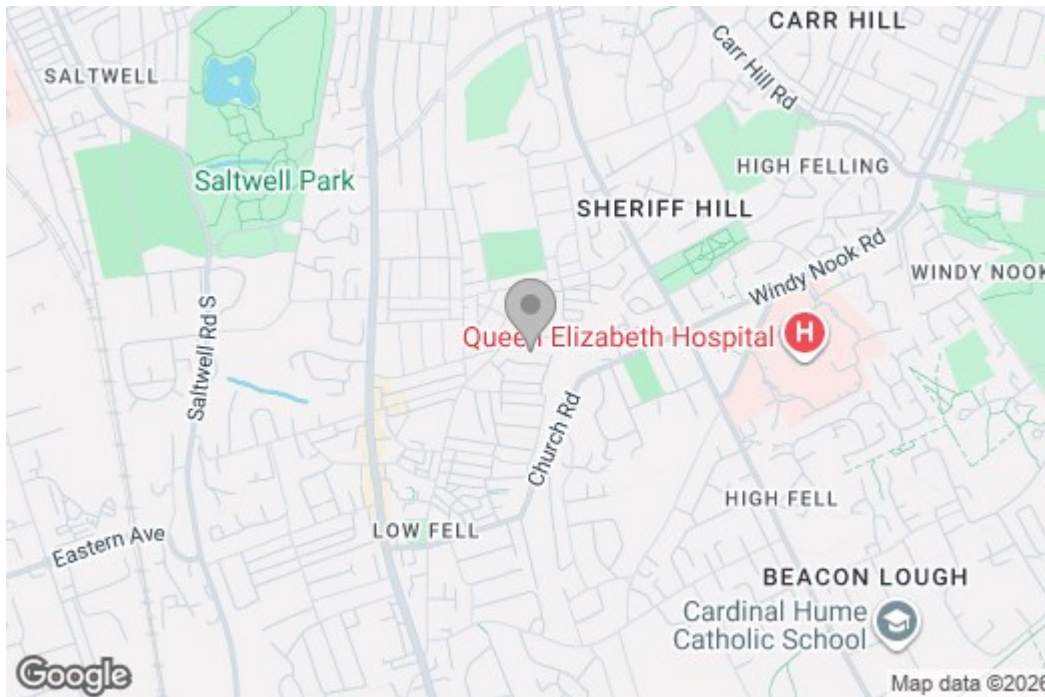 CARR HILL
Carr Hill Rd
SALTWELL
HIGH FELLING
Saltwell Park
SHERIFF HILL
Windy Nook Rd
WINDY NOOK
Saltwell Rd S
Queen Elizabeth Hospital
H
Church Rd
HIGH FELL
LOW FELL
Eastern Ave
BEACON LOUGH
Cardinal Hume
Catholic School
Google
Map data ©2026